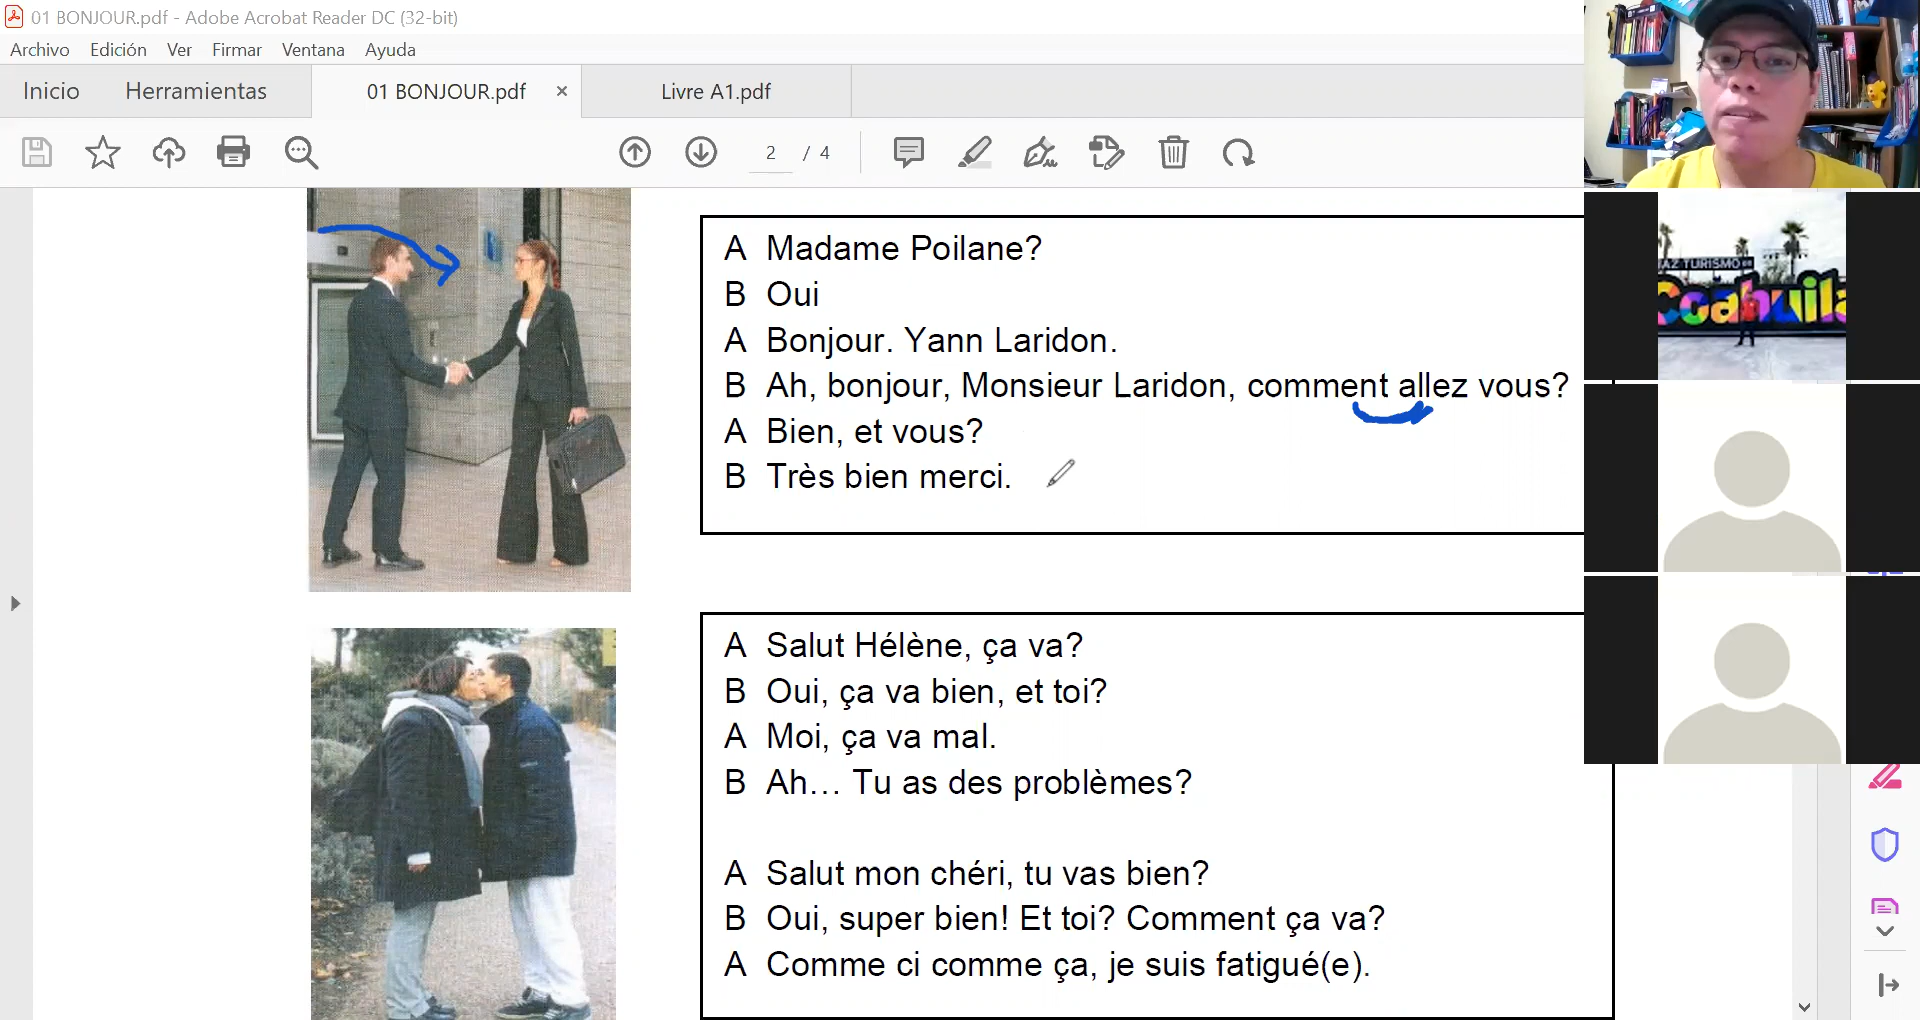 01 BONJOUR.pdf - Adobe Acrobat Reader DC (32-bit)
Archivo Edición Ver Firmar Ventana Ayuda
Inicio Herramientas 01 BONJOUR.pdf × Livre A1.pdf
2 / 4
AZ TURISMO
Coahuila
A Madame Poilane?
B Oui
A Bonjour. Yann Laridon.
B Ah, bonjour, Monsieur Laridon, comment allez vous?
A Bien, et vous?
B Très bien merci.
A Salut Hélène, ça va?
B Oui, ça va bien, et toi?
A Moi, ça va mal.
B Ah... Tu as des problèmes?
A Salut mon chéri, tu vas bien?
B Oui, super bien! Et toi? Comment ça va?
A Comme ci comme ça, je suis fatigué(e).